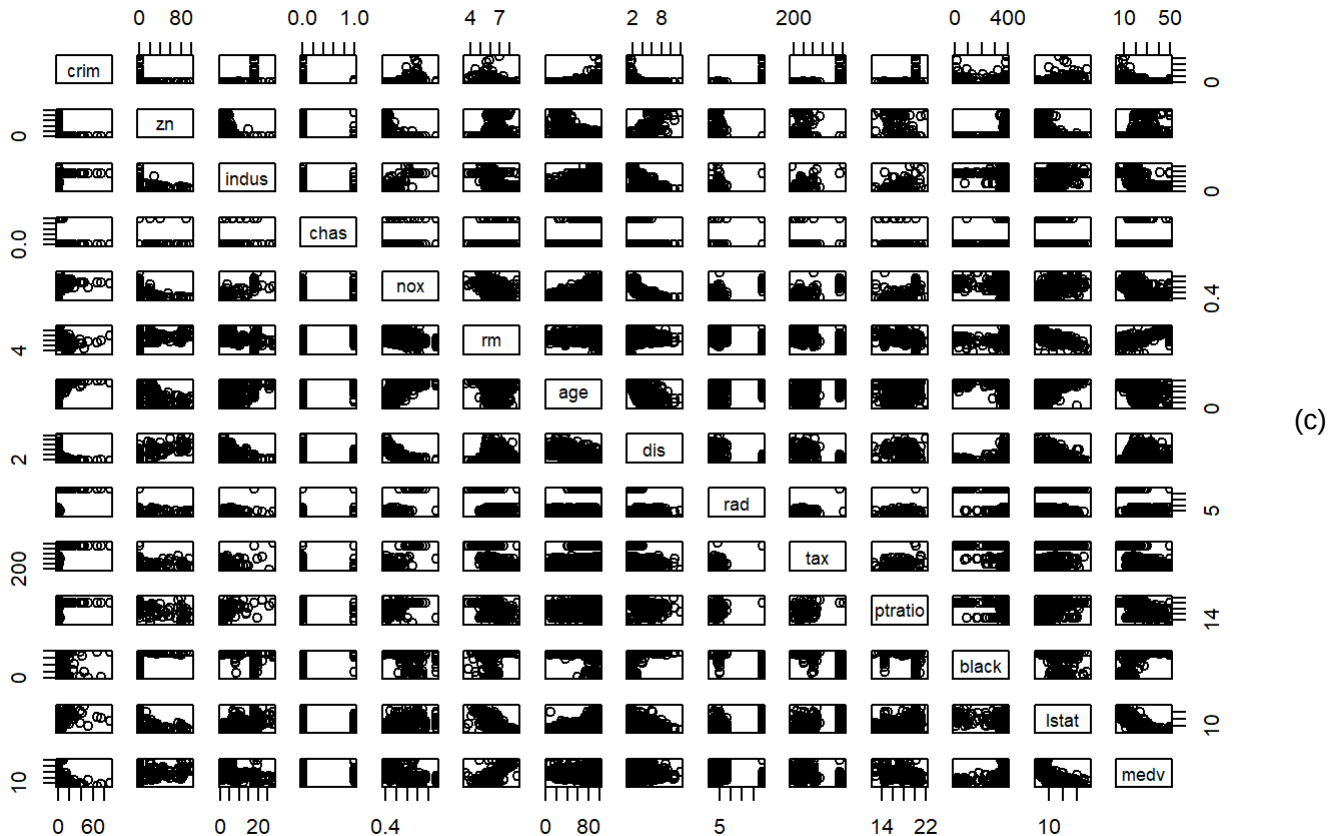 0 80 0.0 1.0 4 7 2 8 200 0 400 10 50
crim 0
0 zn
indus 0
0.0 chas
nox 0.4
4 rm
age 0
(c)
2 dis
rad 5
200 tax
ptratio 14
0 black
lstat 10
10 medv
0 60 0 20 0.4 0 80 5 14 22 10